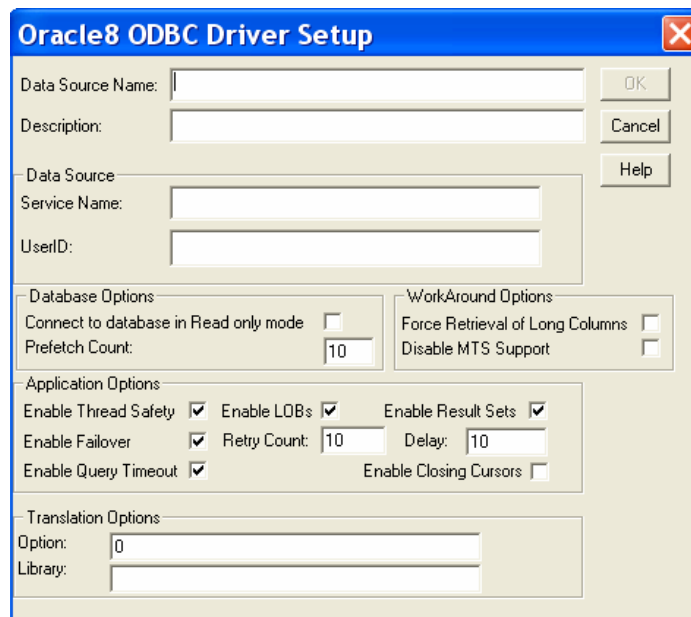 Oracle8 ODBC Driver Setup
Data Source Name:
OK
Description:
Cancel
Help
Data Source
Service Name:
UserID:
Database Options
Connect to database in Read only mode
Prefetch Count: 10
WorkAround Options
Force Retrieval of Long Columns
Disable MTS Support
Application Options
Enable Thread Safety Enable LOBs Enable Result Sets
Enable Failover Retry Count: 10 Delay: 10
Enable Query Timeout Enable Closing Cursors
Translation Options
Option: 0
Library: